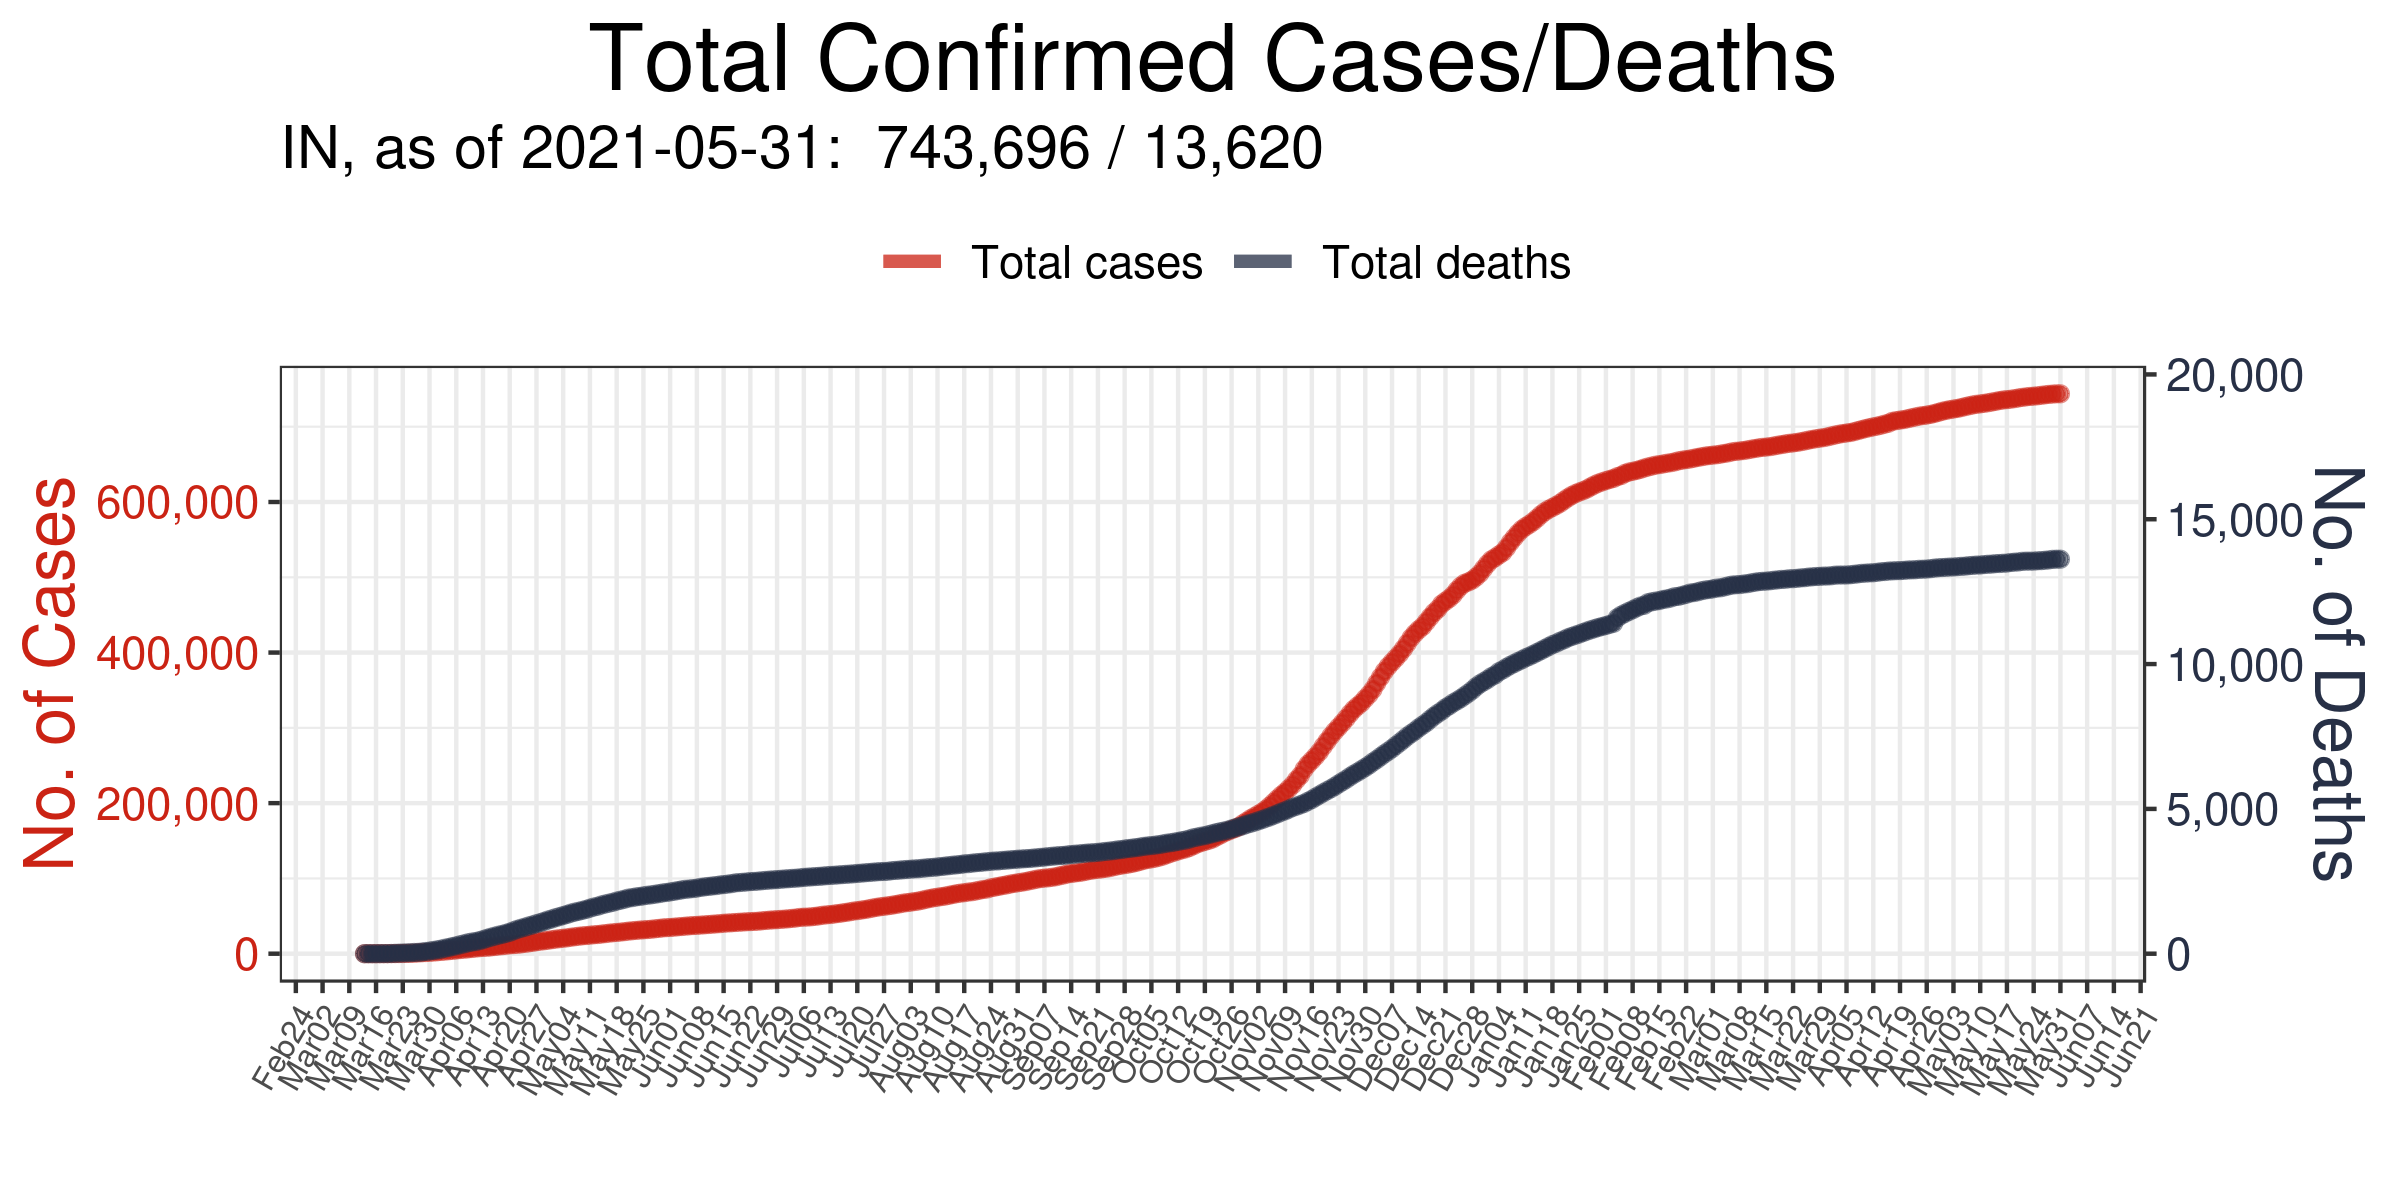 Total Confirmed Cases/Deaths
IN, as of 2021-05-31:  743,696 / 13,620
Total cases
Total deaths
No. of Cases
600,000
400,000
200,000
0
20,000
15,000
10,000
5,000
0
No. of Deaths
Feb24
Mar02
Mar09
Mar16
Mar23
Mar30
Apr06
Apr13
Apr20
Apr27
May04
May11
May18
May25
Jun01
Jun08
Jun15
Jun22
Jun29
Jul06
Jul13
Jul20
Jul27
Aug03
Aug10
Aug17
Aug24
Aug31
Sep07
Sep14
Sep21
Sep28
Oct05
Oct12
Oct19
Oct26
Nov02
Nov09
Nov16
Nov23
Nov30
Dec07
Dec14
Dec21
Dec28
Jan04
Jan11
Jan18
Jan25
Feb01
Feb08
Feb15
Feb22
Mar01
Mar08
Mar15
Mar22
Mar29
Apr05
Apr12
Apr19
Apr26
May03
May10
May17
May24
May31
Jun07
Jun14
Jun21